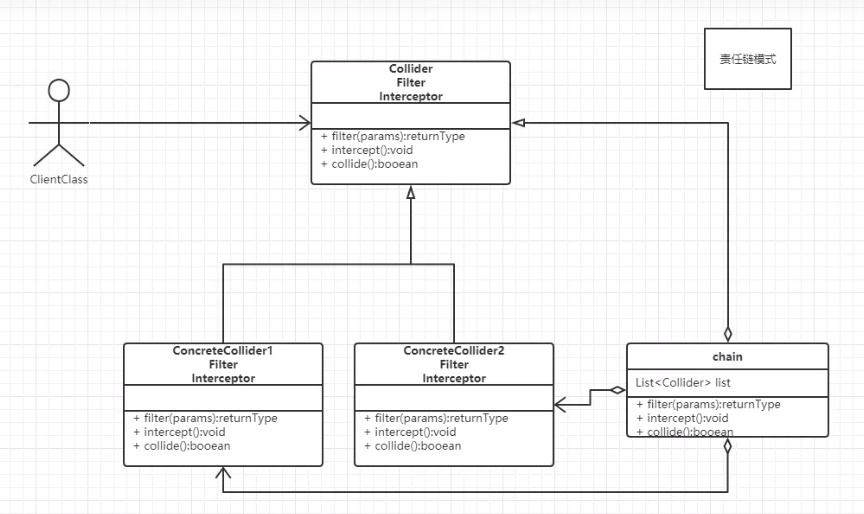 责任链模式
Collider
Filter
Interceptor
+ filter(params):returnType
+ intercept():void
+ collide():booean
ClientClass
ConcreteCollider1
Filter
Interceptor
+ filter(params):returnType
+ intercept():void
+ collide():booean
ConcreteCollider2
Filter
Interceptor
+ filter(params):returnType
+ intercept():void
+ collide():booean
chain
List<Collider> list
+ filter(params):returnType
+ intercept():void
+ collide():booean